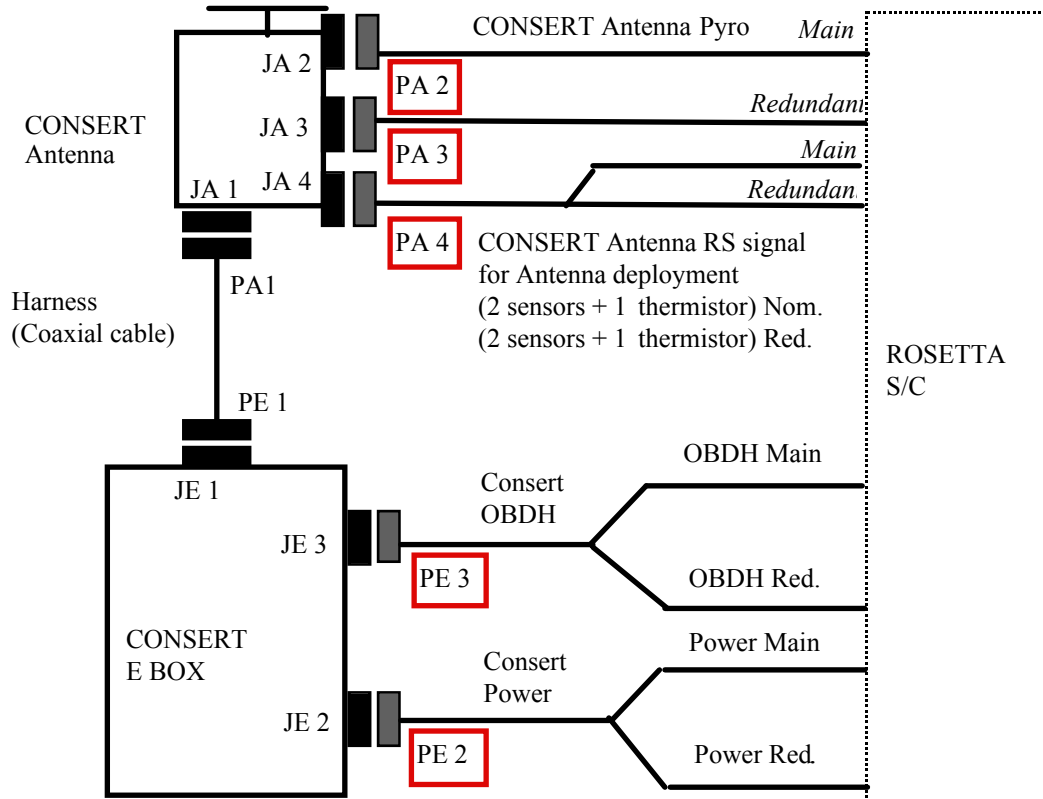 CONSERT Antenna Pyro
Main
JA 2
PA 2
Redundant
CONSERT
Antenna
JA 3
PA 3
Main
JA 4
JA 1
Redundant
PA 4
CONSERT Antenna RS signal
for Antenna deployment
(2 sensors + 1 thermistor) Nom.
(2 sensors + 1 thermistor) Red.
PA1
Harness
(Coaxial cable)
ROSETTA
S/C
PE 1
JE 1
OBDH Main
Consert
OBDH
JE 3
PE 3
OBDH Red.
CONSERT
E BOX
Power Main
Consert
Power
JE 2
PE 2
Power Red.